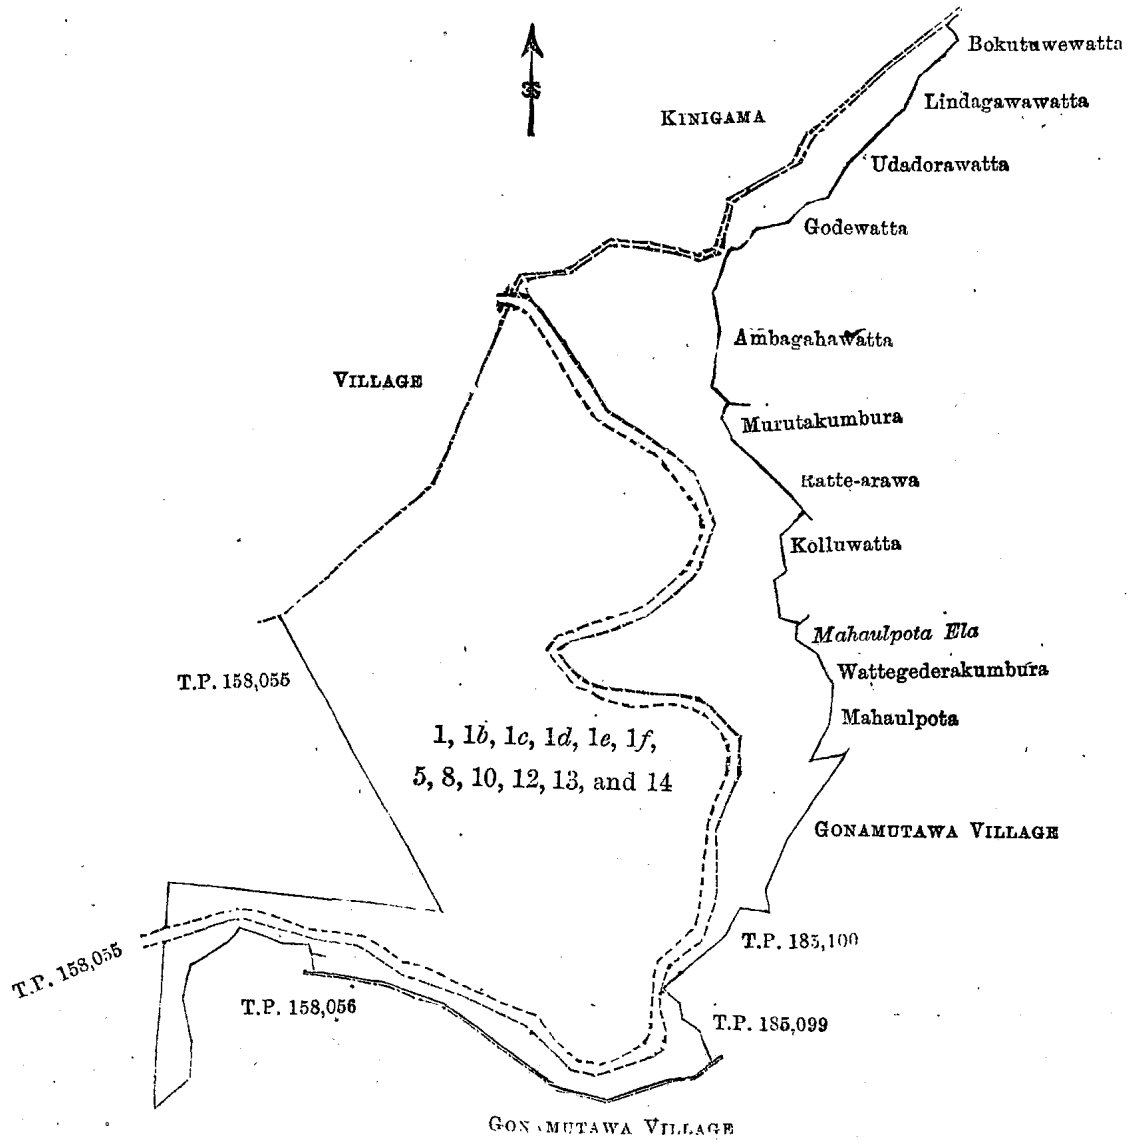 Bokutuwewatta
Lindagawawatta
KINIGAMA
Udadorawatta
Godewatta
Ambagahawatta
VILLAGE
Murutakumbura
Ratte-arawa
Kolluwatta
Mahaulpota Ela
Wattegederakumbura
T.P. 158,055
Mahaulpota
1, 1b, 1c, 1d, 1e, 1f,
5, 8, 10, 12, 13, and 14
GONAMUTAWA VILLAGE
T.P. 185,100
T.P. 158,055
T.P. 158,056
T.P. 185,099
GONAMUTAWA VILLAGE